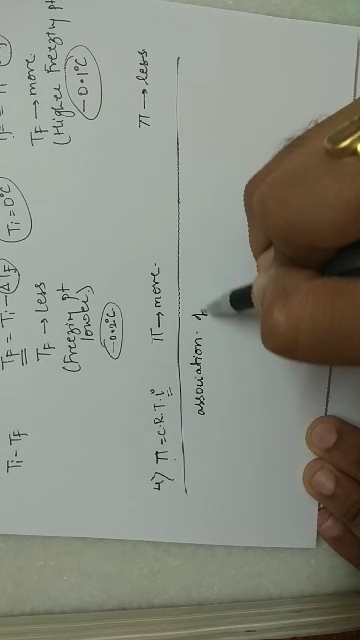 Ti - TF
TF = Ti - ΔTF
Ti = 0°C
TF → less
TF → more
(Freezing pt
lower)
(Higher Freezing pt
-0.2°C
-0.1°C
4) π = C.R.T.i
π → more.
π → less
association of